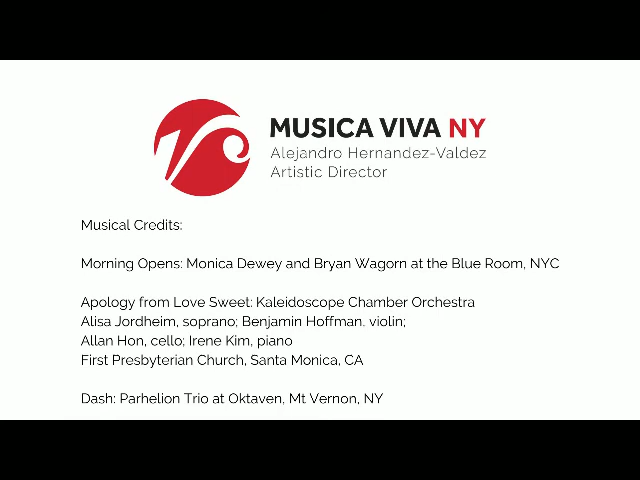 MUSICA VIVA NY
Alejandro Hernandez-Valdez
Artistic Director
Musical Credits:
Morning Opens: Monica Dewey and Bryan Wagorn at the Blue Room, NYC
Apology from Love Sweet: Kaleidoscope Chamber Orchestra
Alisa Jordheim, soprano; Benjamin Hoffman, violin;
Allan Hon, cello; Irene Kim, piano
First Presbyterian Church, Santa Monica, CA
Dash: Parhelion Trio at Oktaven, Mt Vernon, NY